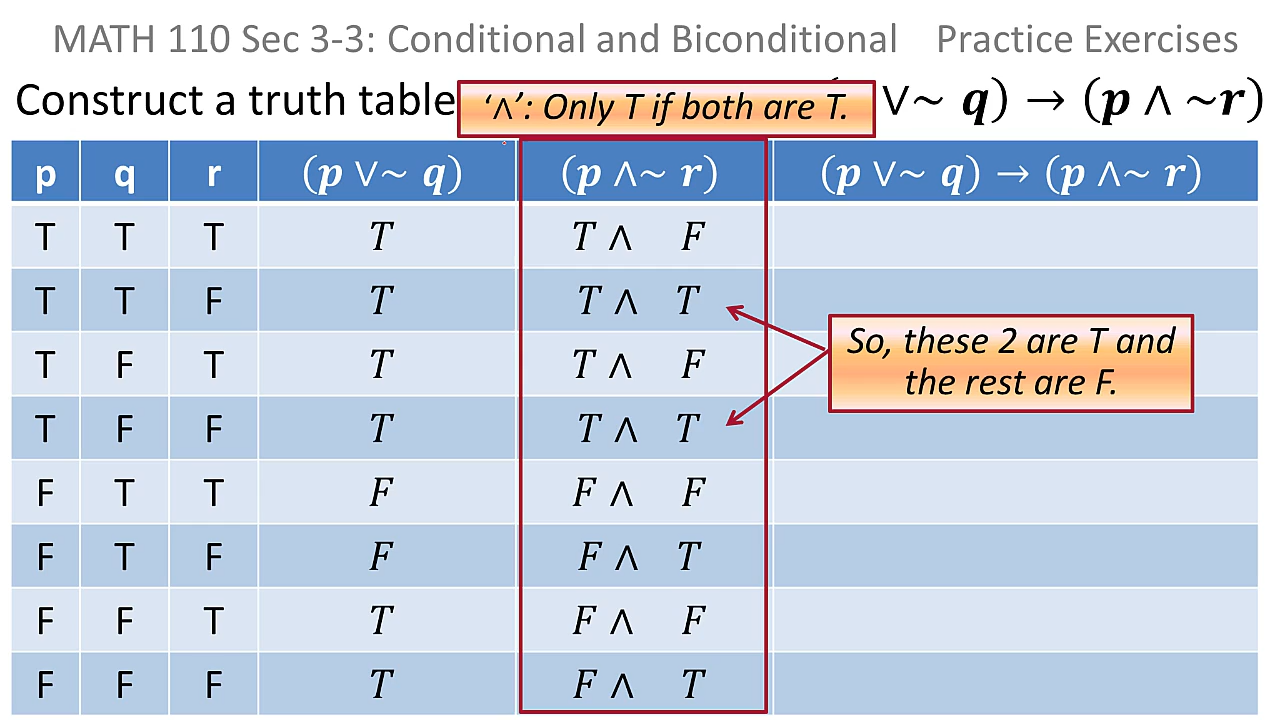 MATH 110 Sec 3-3: Conditional and Biconditional Practice Exercises
Construct a truth table ∨~ q) → (p ∧ ~r)
‘∧’: Only T if both are T.
p q r (p ∨~ q) (p ∧~ r) (p ∨~ q) → (p ∧~ r)
T T T T T ∧ F
T T F T T ∧ T
So, these 2 are T and
the rest are F.
T F T T T ∧ F
T F F T T ∧ T
F T T F F ∧ F
F T F F F ∧ T
F F T T F ∧ F
F F F T F ∧ T